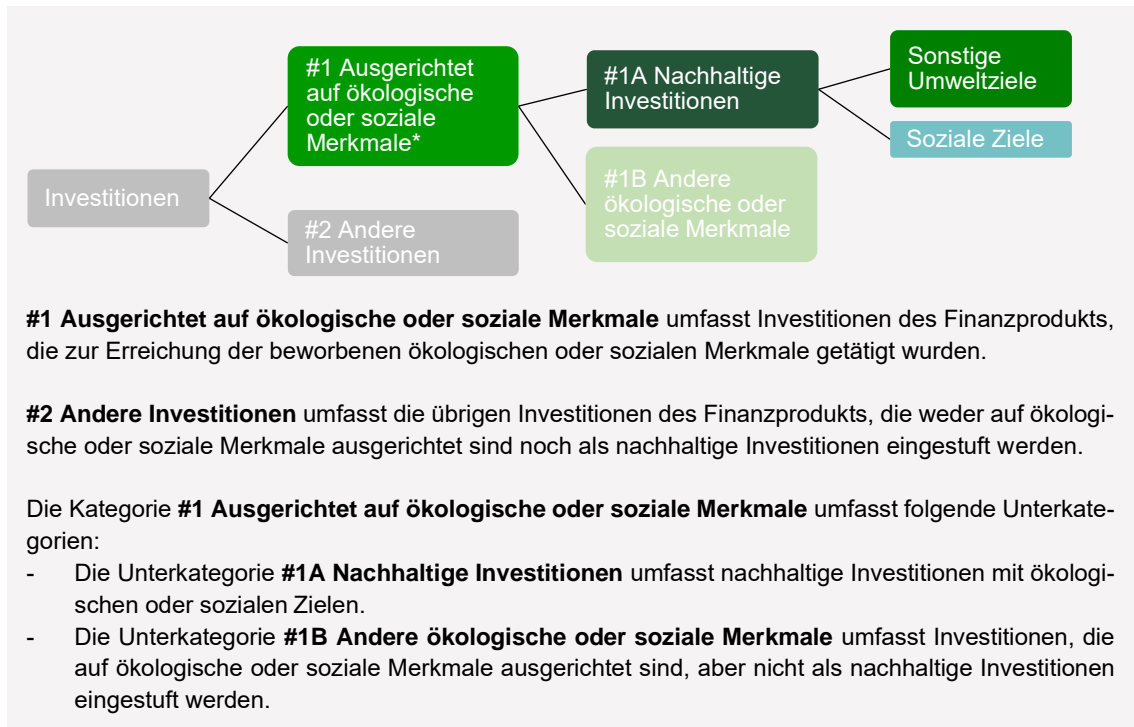 Investitionen
#1 Ausgerichtet
auf ökologische
oder soziale
Merkmale*
#2 Andere
Investitionen
#1A Nachhaltige
Investitionen
#1B Andere
ökologische oder
soziale Merkmale
Sonstige
Umweltziele
Soziale Ziele
#1 Ausgerichtet auf ökologische oder soziale Merkmale umfasst Investitionen des Finanzprodukts,
die zur Erreichung der beworbenen ökologischen oder sozialen Merkmale getätigt wurden.
#2 Andere Investitionen umfasst die übrigen Investitionen des Finanzprodukts, die weder auf ökologi-
sche oder soziale Merkmale ausgerichtet sind noch als nachhaltige Investitionen eingestuft werden.
Die Kategorie #1 Ausgerichtet auf ökologische oder soziale Merkmale umfasst folgende Unterkate-
gorien:
- Die Unterkategorie #1A Nachhaltige Investitionen umfasst nachhaltige Investitionen mit ökologi-
schen oder sozialen Zielen.
- Die Unterkategorie #1B Andere ökologische oder soziale Merkmale umfasst Investitionen, die
auf ökologische oder soziale Merkmale ausgerichtet sind, aber nicht als nachhaltige Investitionen
eingestuft werden.